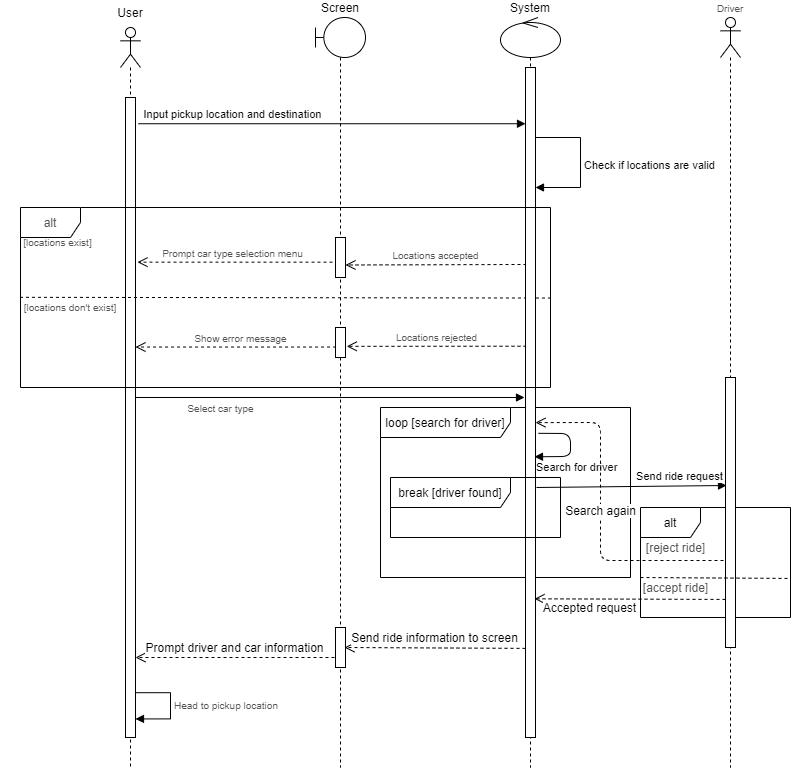 User
Screen
System
Driver
Input pickup location and destination
Check if locations are valid
alt
[locations exist]
Prompt car type selection menu
Locations accepted
[locations don't exist]
Show error message
Locations rejected
Select car type
loop [search for driver]
Search for driver
Send ride request
break [driver found]
Search again
alt
[reject ride]
[accept ride]
Accepted request
Send ride information to screen
Prompt driver and car information
Head to pickup location